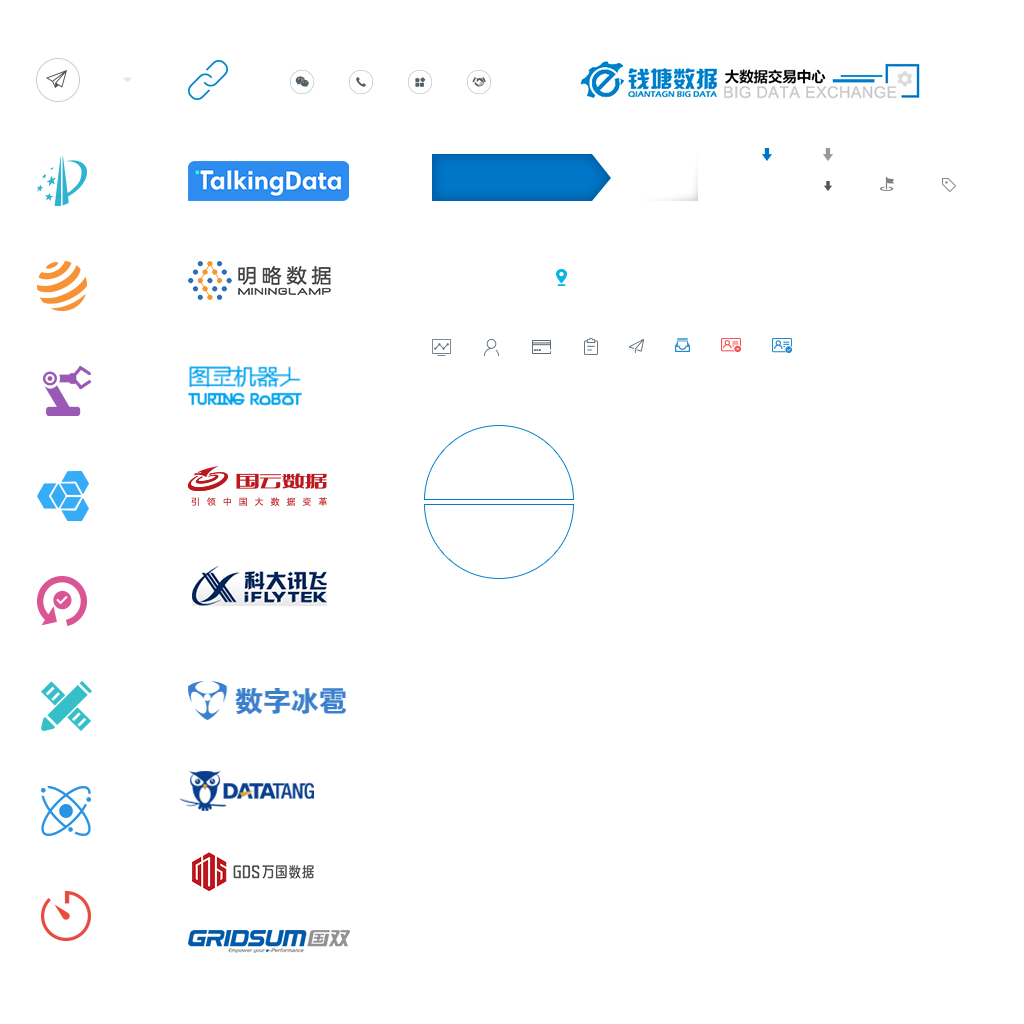 钱塘数据
QIANTAGN BIG DATA
大数据交易中心
BIG DATA EXCHANGE
TalkingData
明略数据
MININGLAMP
图灵机器人
TURING ROBOT
国云数据
引领中国大数据变革
科大讯飞
iFLYTEK
数字冰雹
DATATANG
GDS万国数据
GRIDSUM国双
Empower your e-Performance